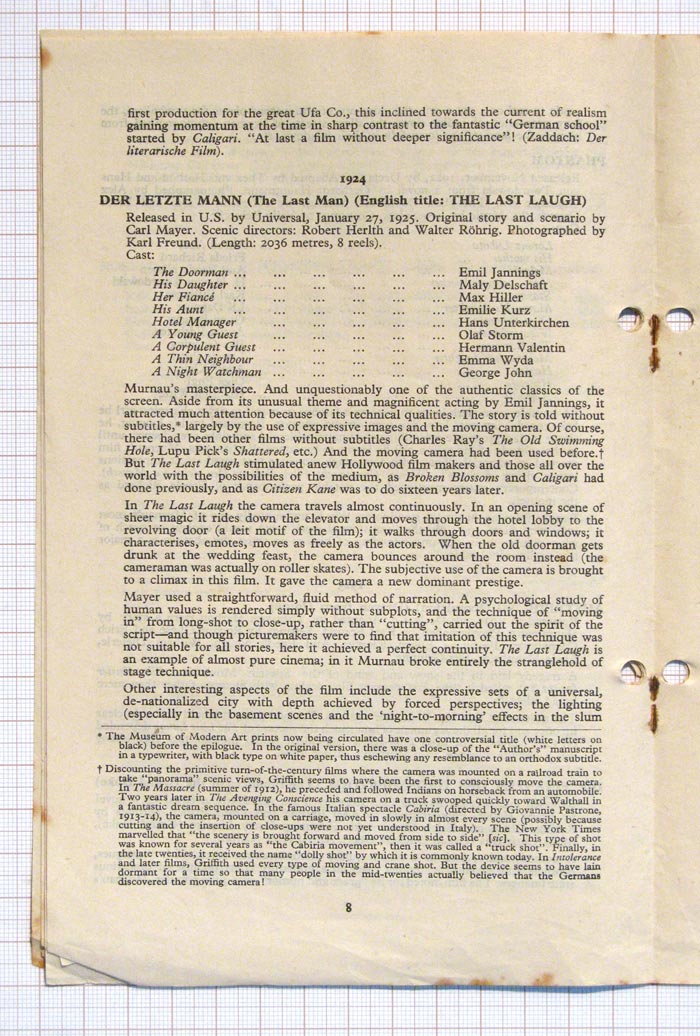 first production for the great Ufa Co., this inclined towards the current of realism
gaining momentum at the time in sharp contrast to the fantastic “German school”
started by Caligari. “At last a film without deeper significance”! (Zaddach: Der
literarische Film).
1924
DER LETZTE MANN (The Last Man) (English title: THE LAST LAUGH)
Released in U.S. by Universal, January 27, 1925. Original story and scenario by
Carl Mayer. Scenic directors: Robert Herlth and Walter Röhrig. Photographed by
Karl Freund. (Length: 2036 metres, 8 reels).
Cast:
The Doorman ... ... ... ... ... ... Emil Jannings
His Daughter ... ... ... ... ... ... Maly Delschaft
Her Fiancé ... ... ... ... ... ... Max Hiller
His Aunt ... ... ... ... ... ... Emilie Kurz
Hotel Manager ... ... ... ... ... Hans Unterkirchen
A Young Guest ... ... ... ... ... Olaf Storm
A Corpulent Guest ... ... ... ... ... Hermann Valentin
A Thin Neighbour ... ... ... ... ... Emma Wyda
A Night Watchman ... ... ... ... ... George John
Murnau's masterpiece. And unquestionably one of the authentic classics of the
screen. Aside from its unusual theme and magnificent acting by Emil Jannings, it
attracted much attention because of its technical qualities. The story is told without
subtitles,* largely by the use of expressive images and the moving camera. Of course,
there had been other films without subtitles (Charles Ray's The Old Swimming
Hole, Lupu Pick's Shattered, etc.) And the moving camera had been used before.†
But The Last Laugh stimulated anew Hollywood film makers and those all over the
world with the possibilities of the medium, as Broken Blossoms and Caligari had
done previously, and as Citizen Kane was to do sixteen years later.
In The Last Laugh the camera travels almost continuously. In an opening scene of
sheer magic it rides down the elevator and moves through the hotel lobby to the
revolving door (a leit motif of the film); it walks through doors and windows; it
characterises, emotes, moves as freely as the actors. When the old doorman gets
drunk at the wedding feast, the camera bounces around the room instead (the
cameraman was actually on roller skates). The subjective use of the camera is brought
to a climax in this film. It gave the camera a new dominant prestige.
Mayer used a straightforward, fluid method of narration. A psychological study of
human values is rendered simply without subplots, and the technique of “moving
in” from long-shot to close-up, rather than “cutting”, carried out the spirit of the
script—and though picturemakers were to find that imitation of this technique was
not suitable for all stories, here it achieved a perfect continuity. The Last Laugh is
an example of almost pure cinema; in it Murnau broke entirely the stranglehold of
stage technique.
Other interesting aspects of the film include the expressive sets of a universal,
de-nationalized city with depth achieved by forced perspectives; the lighting
(especially in the basement scenes and the ‘night-to-morning’ effects in the slum
* The Museum of Modern Art prints now being circulated have one controversial title (white letters on
black) before the epilogue. In the original version, there was a close-up of the “Author's” manuscript
in a typewriter, with black type on white paper, thus eschewing any resemblance to an orthodox subtitle.
† Discounting the primitive turn-of-the-century films where the camera was mounted on a railroad train to
take “panorama” scenic views, Griffith seems to have been the first to consciously move the camera.
In The Massacre (summer of 1912), he preceded and followed Indians on horseback from an automobile.
Two years later in The Avenging Conscience his camera on a truck swooped quickly toward Walthall in
a fantastic dream sequence. In the famous Italian spectacle Cabiria (directed by Giovannie Pastrone,
1913-14), the camera, mounted on a carriage, moved in slowly in almost every scene (possibly because
cutting and the insertion of close-ups were not yet understood in Italy). The New York Times
marvelled that “the scenery is brought forward and moved from side to side” [sic]. This type of shot
was known for several years as “the Cabiria movement”, then it was called a “truck shot”. Finally, in
the late twenties, it received the name “dolly shot” by which it is commonly known today. In Intolerance
and later films, Griffith used every type of moving and crane shot. But the device seems to have lain
dormant for a time so that many people in the mid-twenties actually believed that the Germans
discovered the moving camera!
8